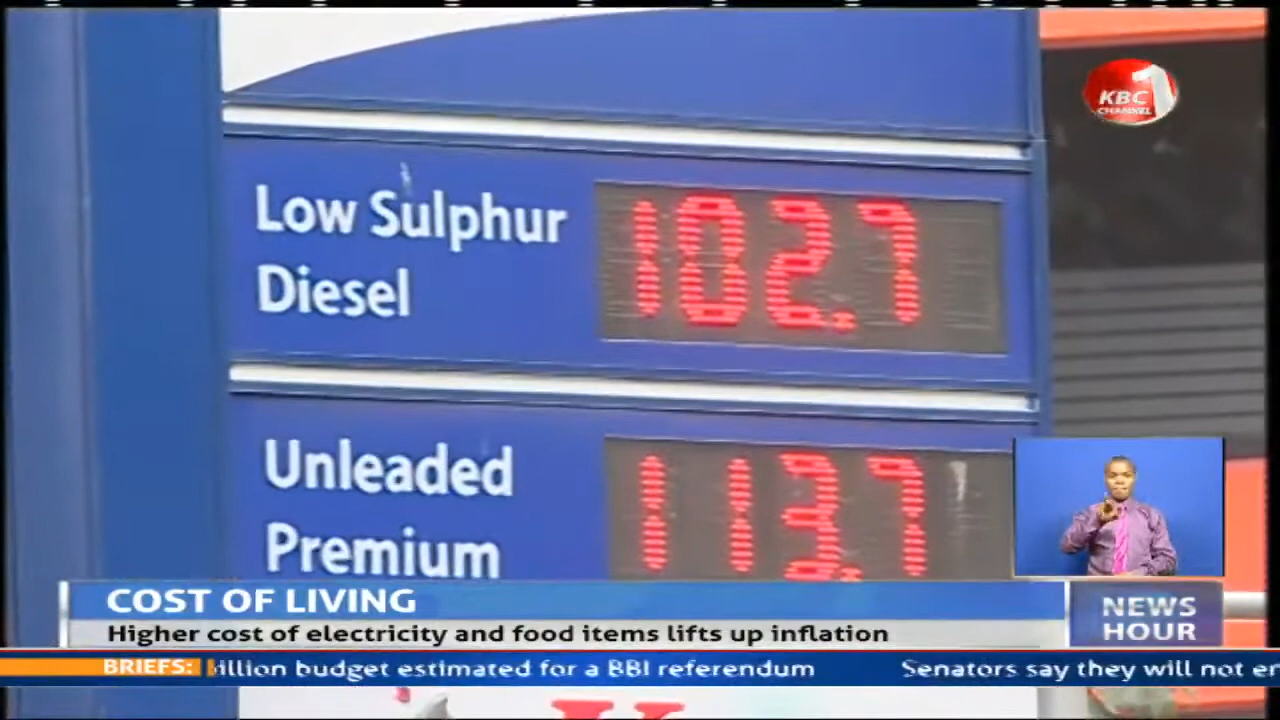 KBC 1
CHANNEL
Low Sulphur
Diesel
102.7
Unleaded
Premium
113.7
COST OF LIVING
Higher cost of electricity and food items lifts up inflation
NEWS
HOUR
BRIEFS:
budget estimated for a BBI referendum
Senators say they will not